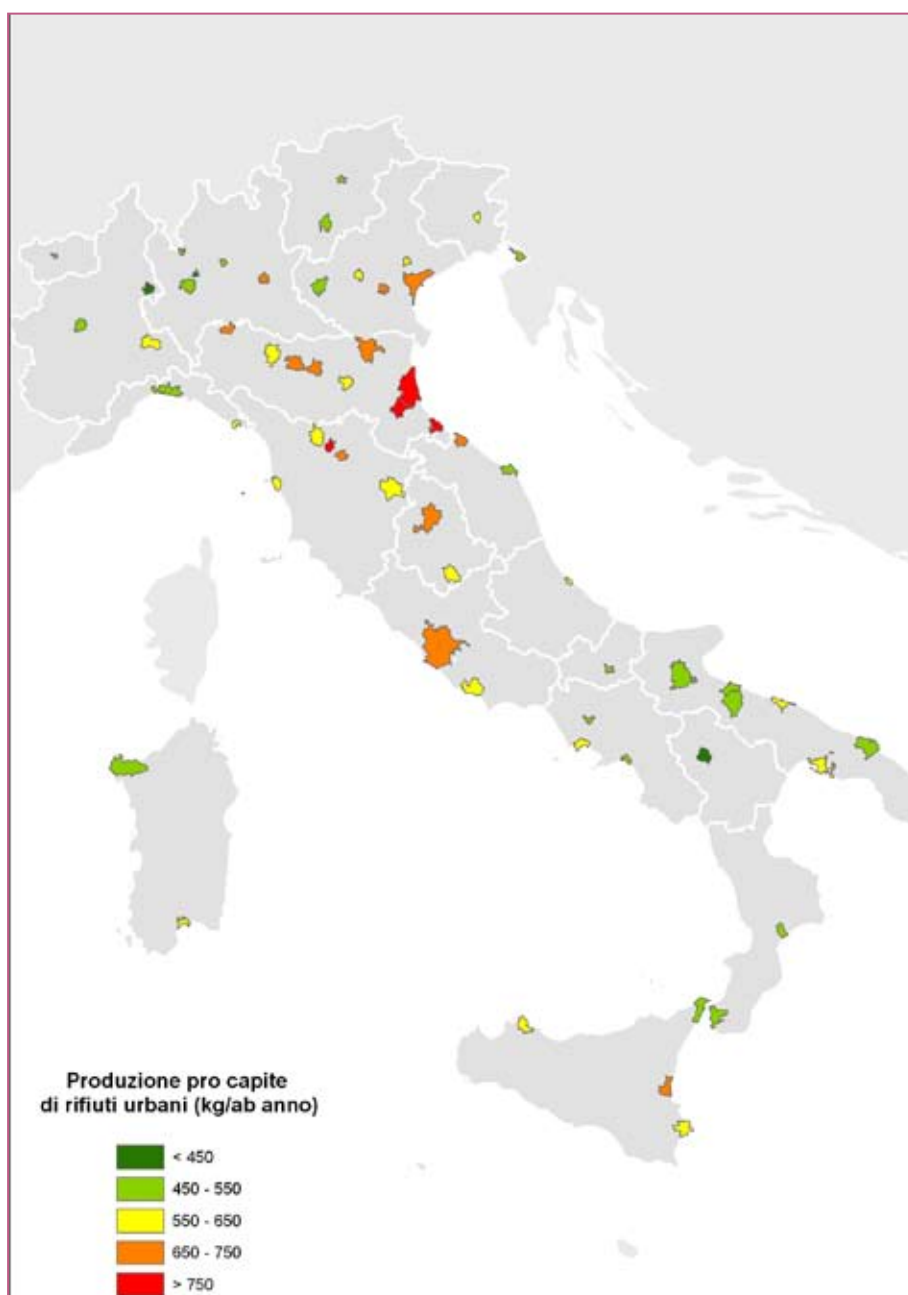 Produzione pro capite
di rifiuti urbani (kg/ab anno)
< 450
450 - 550
550 - 650
650 - 750
> 750